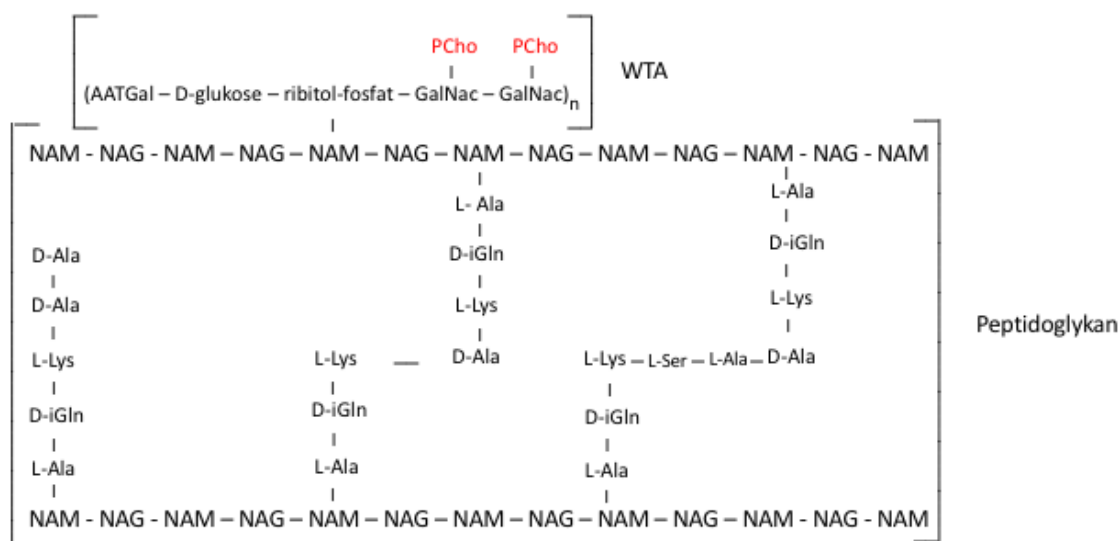 PCho PCho
WTA
(AATGal – D-glukose – ribitol-fosfat – GalNac – GalNac)n
NAM - NAG - NAM – NAG – NAM – NAG – NAM – NAG – NAM – NAG – NAM – NAG - NAM
L- Ala L-Ala
D-Ala D-iGln D-iGln
D-Ala L-Lys L-Lys
Peptidoglykan
L-Lys L-Lys — D-Ala L-Lys – L-Ser – L-Ala – D-Ala
D-iGln D-iGln D-iGln
L-Ala L-Ala L-Ala
NAM - NAG - NAM – NAG – NAM – NAG – NAM – NAG – NAM – NAG – NAM – NAG - NAM